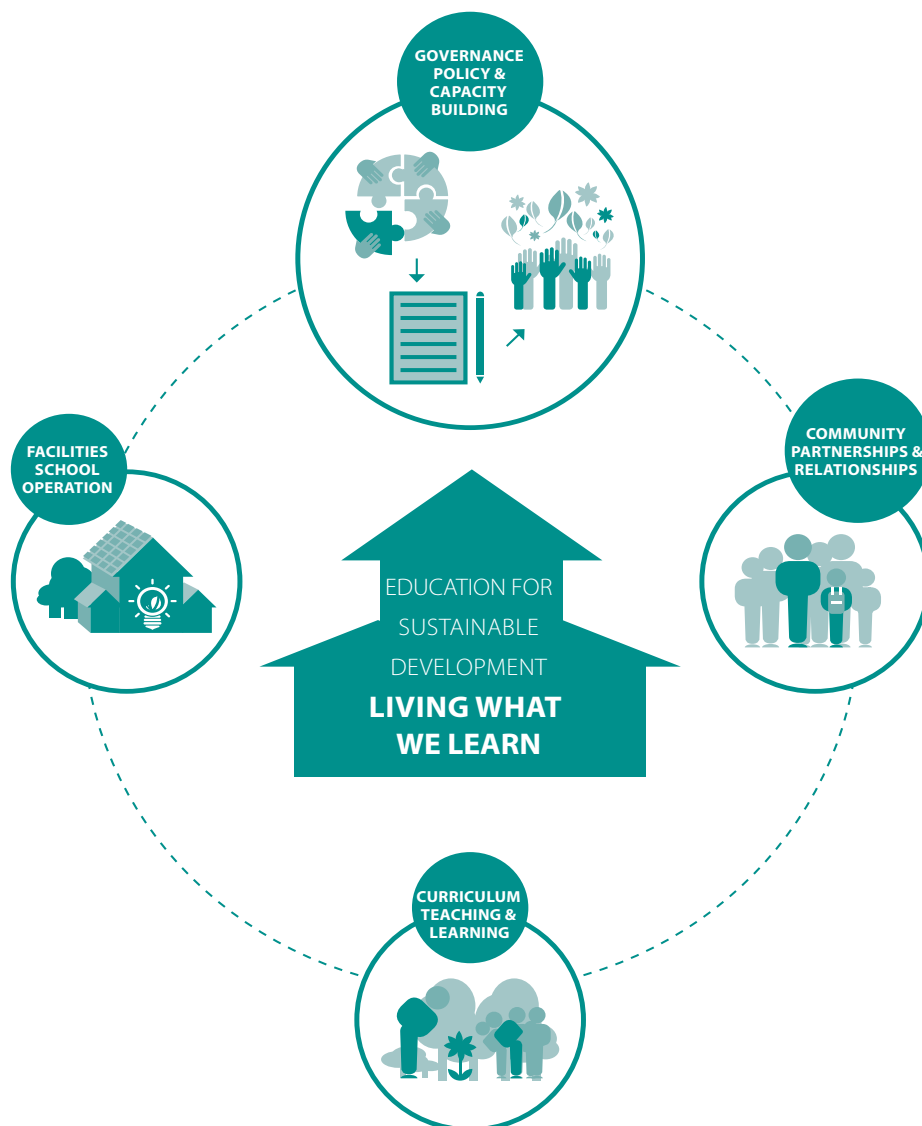 GOVERNANCE
POLICY &
CAPACITY
BUILDING
FACILITIES
SCHOOL
OPERATION
COMMUNITY
PARTNERSHIPS &
RELATIONSHIPS
EDUCATION FOR
SUSTAINABLE
DEVELOPMENT
LIVING WHAT
WE LEARN
CURRICULUM
TEACHING &
LEARNING